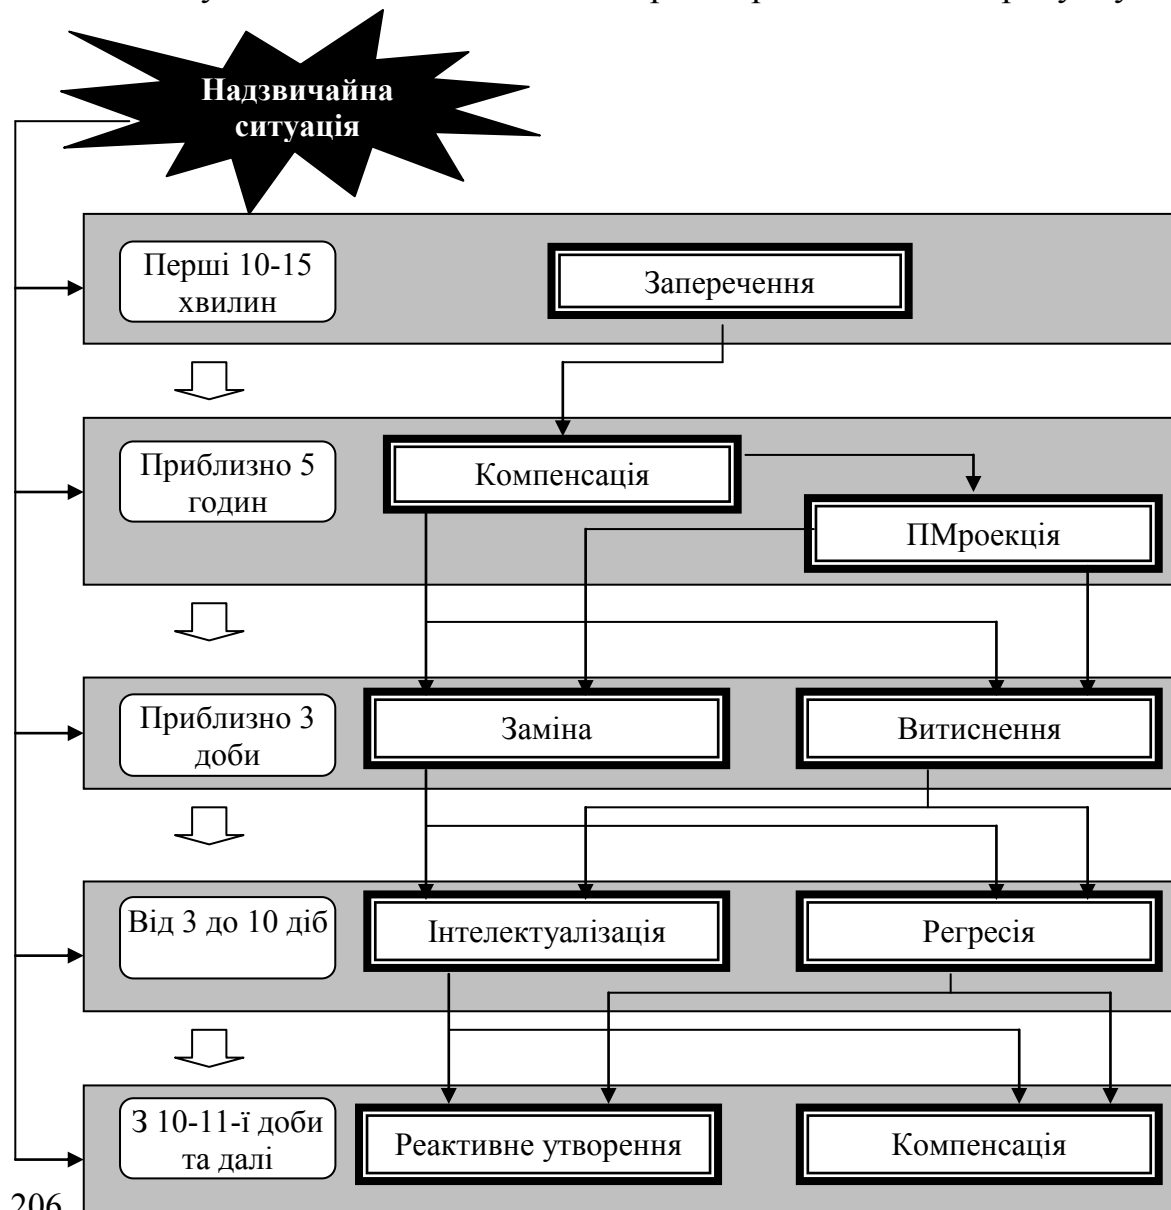 Надзвичайна
ситуація
Перші 10-15
хвилин
Заперечення
Приблизно 5
годин
Компенсація
ПМроекція
Приблизно 3
доби
Заміна
Витиснення
Від 3 до 10 діб
Інтелектуалізація
Регресія
З 10-11-ї доби
та далі
Реактивне утворення
Компенсація
206